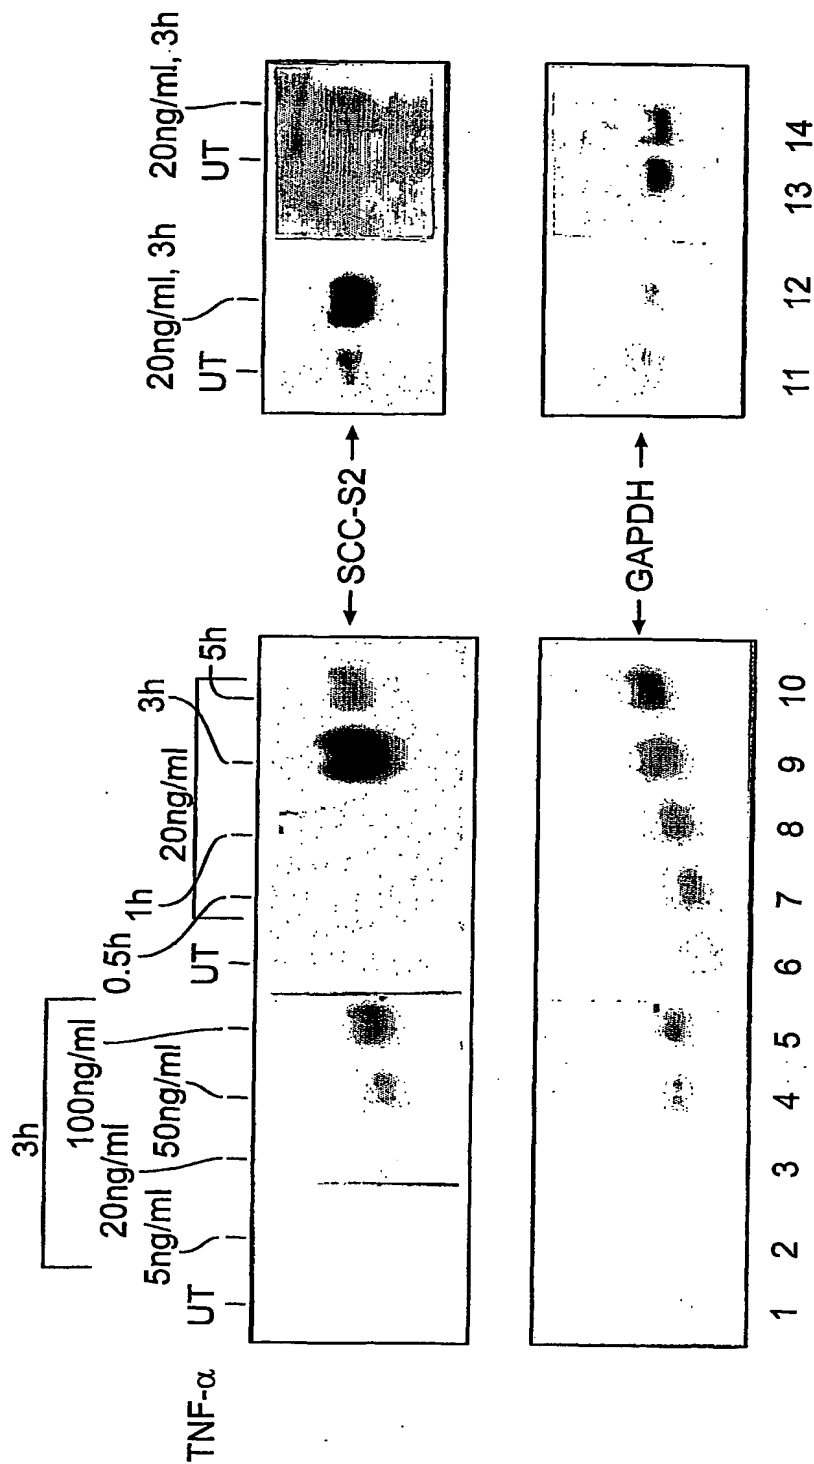 3h
100ng/ml
20ng/ml
50ng/ml
5ng/ml
TNF-α
UT
20ng/ml
3h
5h
1h
0.5h
UT
20ng/ml, 3h
UT
20ng/ml, 3h
UT
SCC-S2
GAPDH
1 2 3 4 5 6 7 8 9 10 11 12 13 14